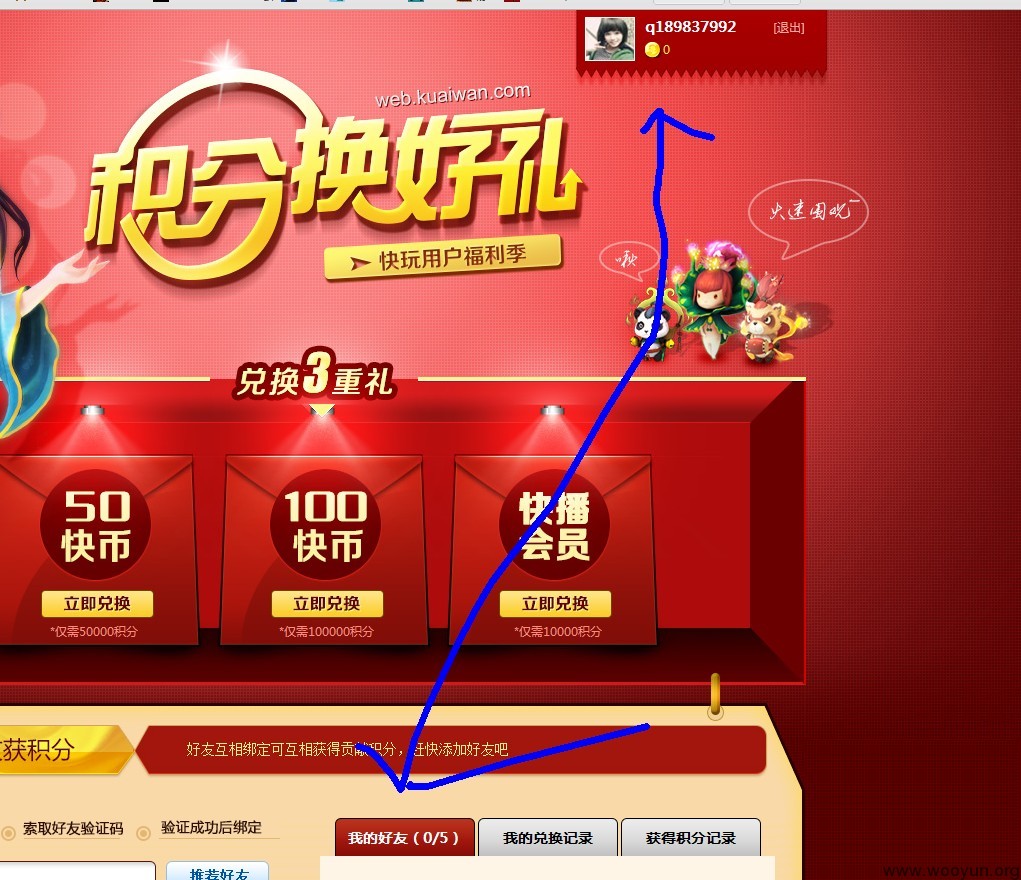 q189837992
[退出]
0
web.kuaiwan.com
积分换好礼
快玩用户福利季
火速围观~
啾
兑换3重礼
50
快币
立即兑换
*仅需50000积分
100
快币
立即兑换
*仅需100000积分
快播
会员
立即兑换
*仅需10000积分
获积分
好友互相绑定可互相获得贡献积分，赶快添加好友吧
索取好友验证码
验证成功后绑定
推荐好友
我的好友（0/5）
我的兑换记录
获得积分记录
www.wooyun.org